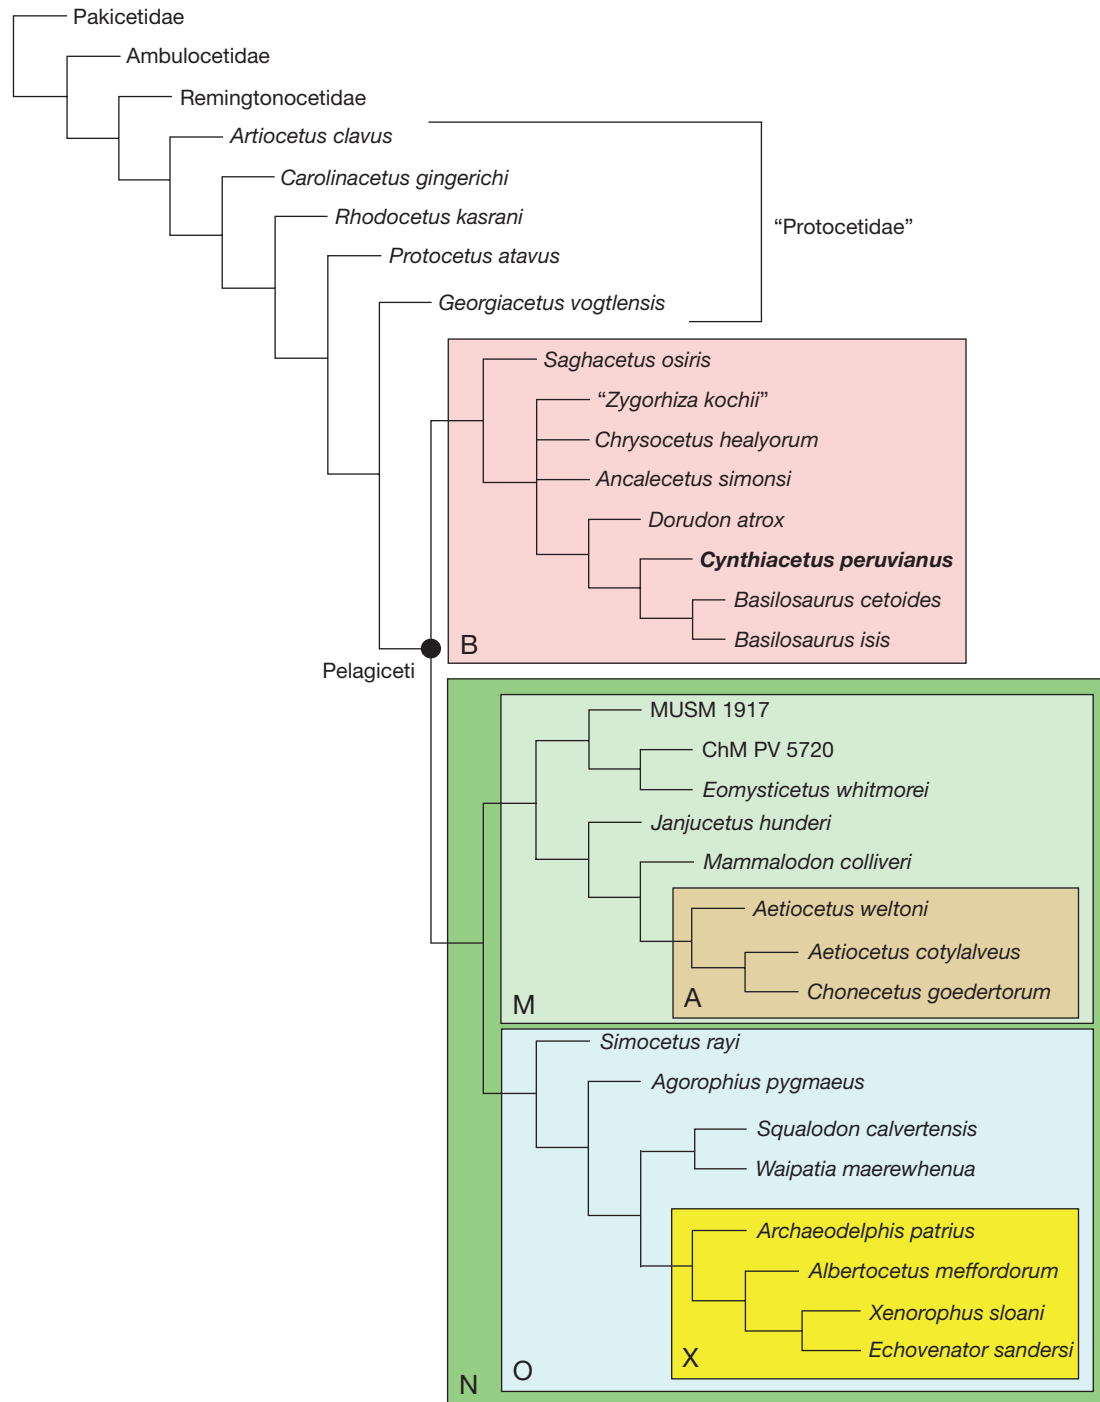 Pakicetidae
Ambulocetidae
Remingtonocetidae
Artiocetus clavus
Carolinacetus gingerichi
Rhodocetus kasrani
“Protocetidae”
Protocetus atavus
Georgiacetus vogtlensis
Saghacetus osiris
“Zygorhiza kochii”
Chrysocetus healyorum
Ancalecetus simonsi
Dorudon atrox
Cynthiacetus peruvianus
Basilosaurus cetoides
Basilosaurus isis
B
Pelagiceti
MUSM 1917
ChM PV 5720
Eomysticetus whitmorei
Janjucetus hunderi
Mammalodon colliveri
Aetiocetus weltoni
Aetiocetus cotylalveus
Chonecetus goedertorum
A
M
Simocetus rayi
Agorophius pygmaeus
Squalodon calvertensis
Waipatia maerewhenua
Archaeodelphis patrius
Albertocetus meffordorum
Xenorophus sloani
Echovenator sandersi
X
O
N